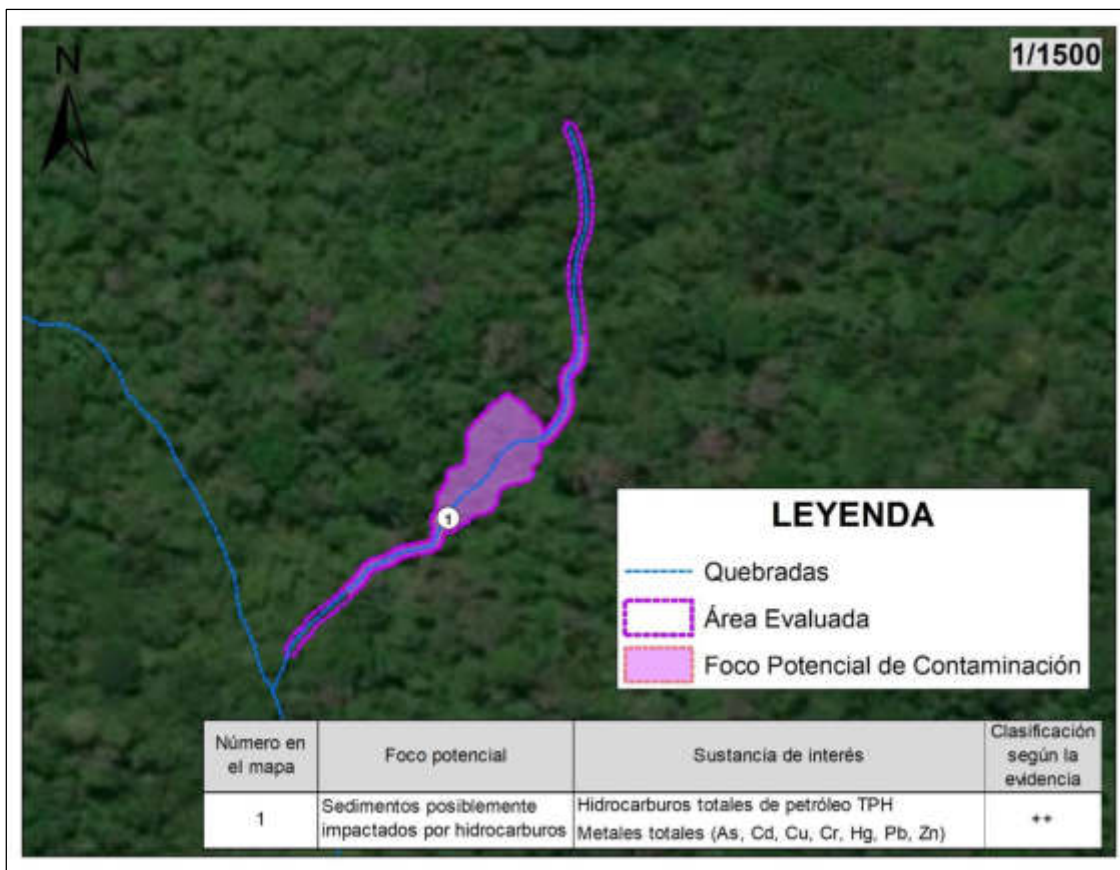 N
1/1500
1
LEYENDA
Quebradas
Área Evaluada
Foco Potencial de Contaminación
Número en
el mapa
Foco potencial
Sustancia de interés
Clasificación
según la
evidencia
1
Sedimentos posiblemente
impactados por hidrocarburos
Hidrocarburos totales de petróleo TPH
Metales totales (As, Cd, Cu, Cr, Hg, Pb, Zn)
++